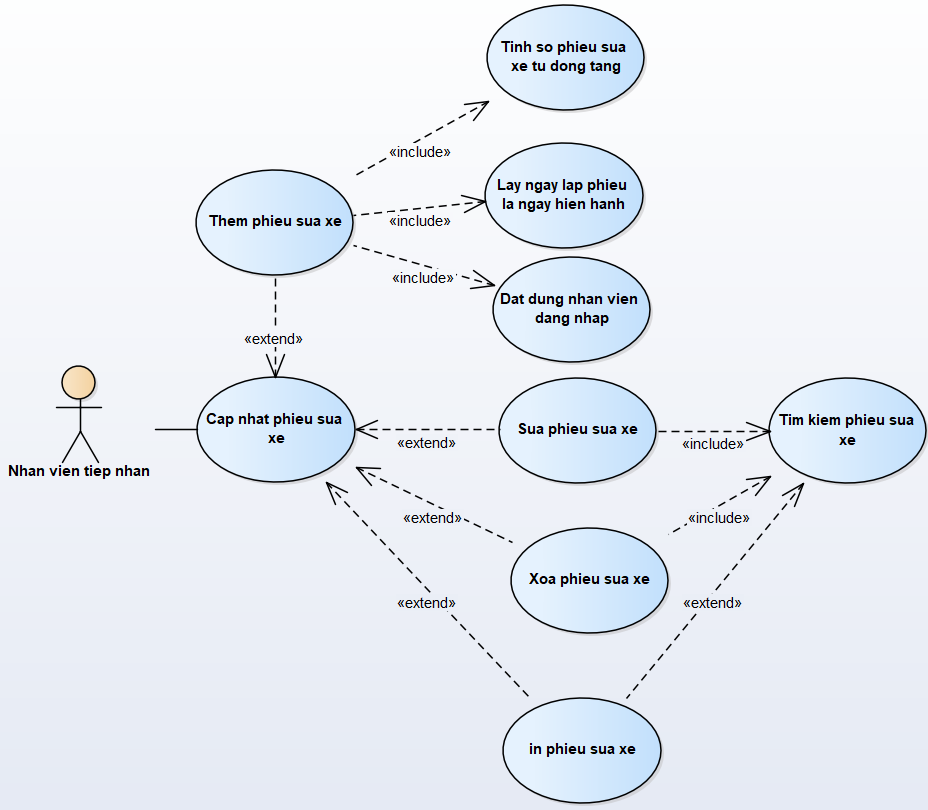 Tinh so phieu sua
xe tu dong tang
«include»
Lay ngay lap phieu
la ngay hien hanh
Them phieu sua xe
«include»
«include»
Dat dung nhan vien
dang nhap
«extend»
Cap nhat phieu sua
xe
«extend»
Sua phieu sua xe
«include»
Tim kiem phieu sua
xe
Nhan vien tiep nhan
«extend»
«include»
Xoa phieu sua xe
«extend»
«extend»
in phieu sua xe